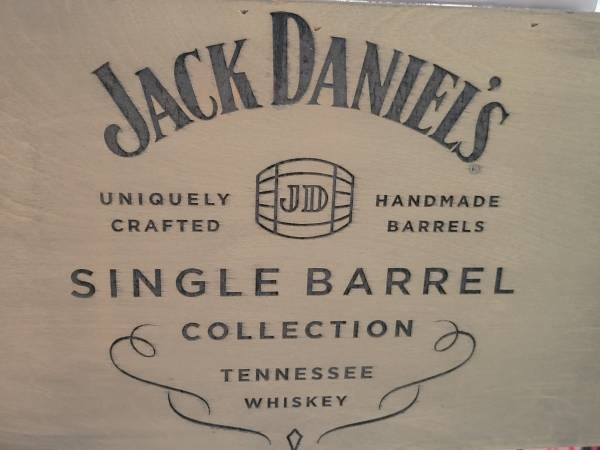 JACK DANIEL'S
UNIQUELY
CRAFTED
JD
HANDMADE
BARRELS
SINGLE BARREL
COLLECTION
TENNESSEE
WHISKEY